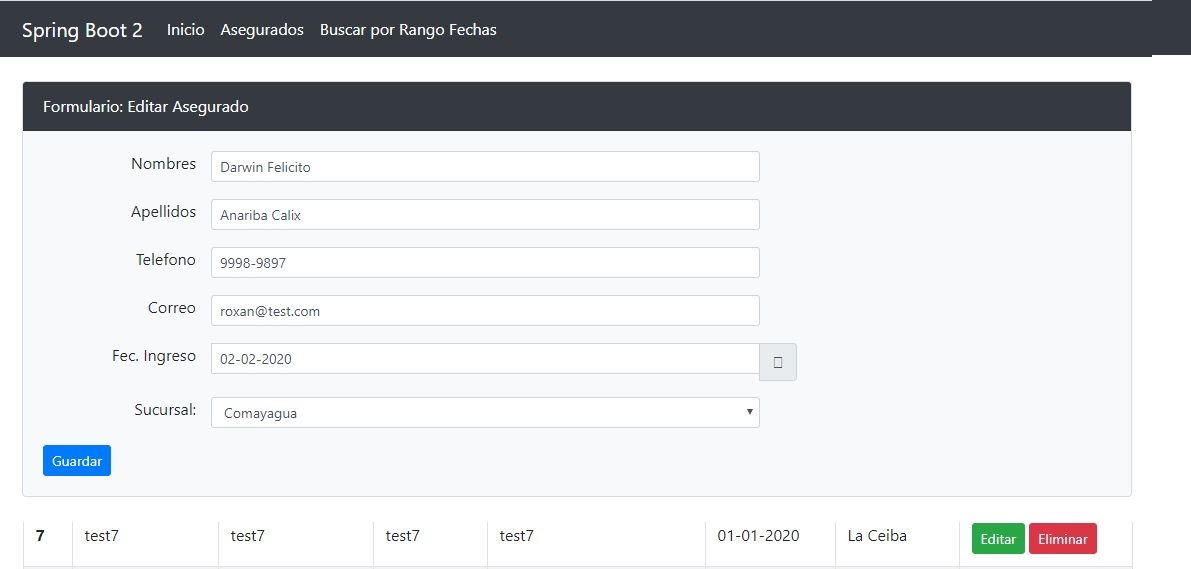 Spring Boot 2 Inicio Asegurados Buscar por Rango Fechas
Formulario: Editar Asegurado
Nombres Darwin Felicito
Apellidos Anariba Calix
Telefono 9998-9897
Correo roxan@test.com
Fec. Ingreso 02-02-2020
Sucursal: Comayagua
Guardar
7 test7 test7 test7 test7 01-01-2020 La Ceiba Editar Eliminar